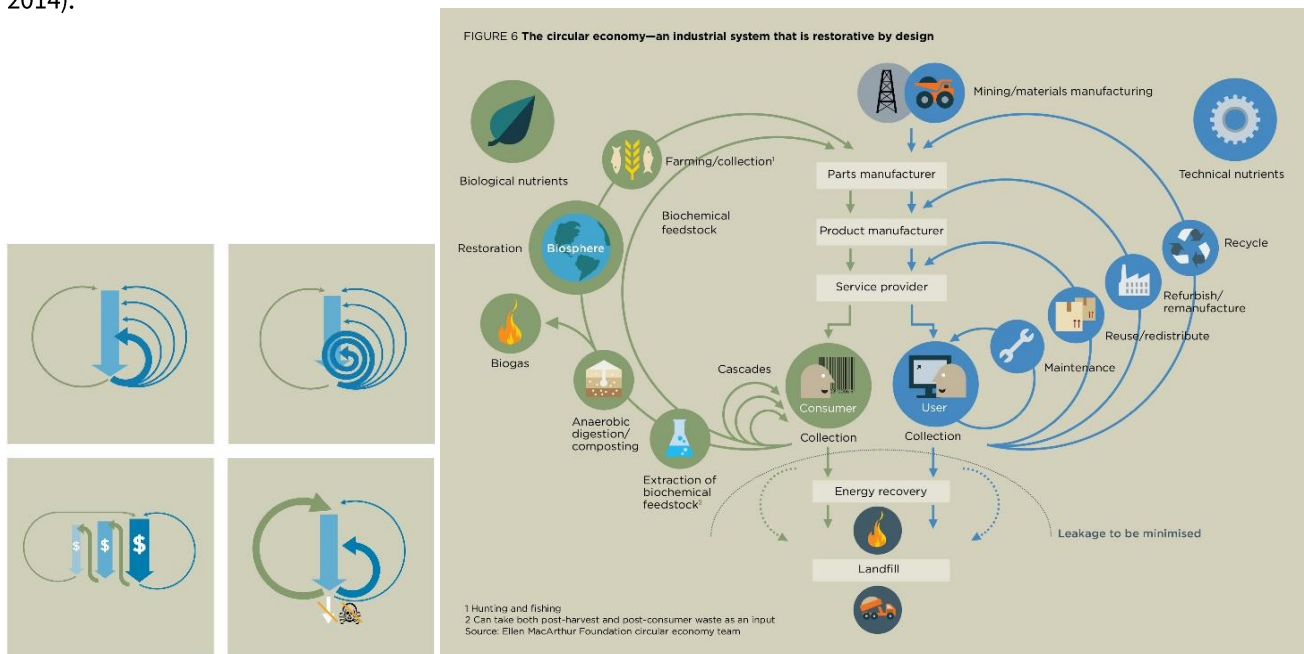 2014).
FIGURE 6 The circular economy—an industrial system that is restorative by design
Mining/materials manufacturing
Biological nutrients
Technical nutrients
Farming/collection¹
Parts manufacturer
Biochemical
feedstock
Product manufacturer
Restoration
Biosphere
Recycle
Service provider
Refurbish/
remanufacture
Biogas
Reuse/redistribute
Cascades
Maintenance
Consumer
User
Anaerobic
digestion/
composting
Collection
Collection
Extraction of
biochemical
feedstock²
Energy recovery
Leakage to be minimised
Landfill
$
$
$
1 Hunting and fishing
2 Can take both post-harvest and post-consumer waste as an input
Source: Ellen MacArthur Foundation circular economy team